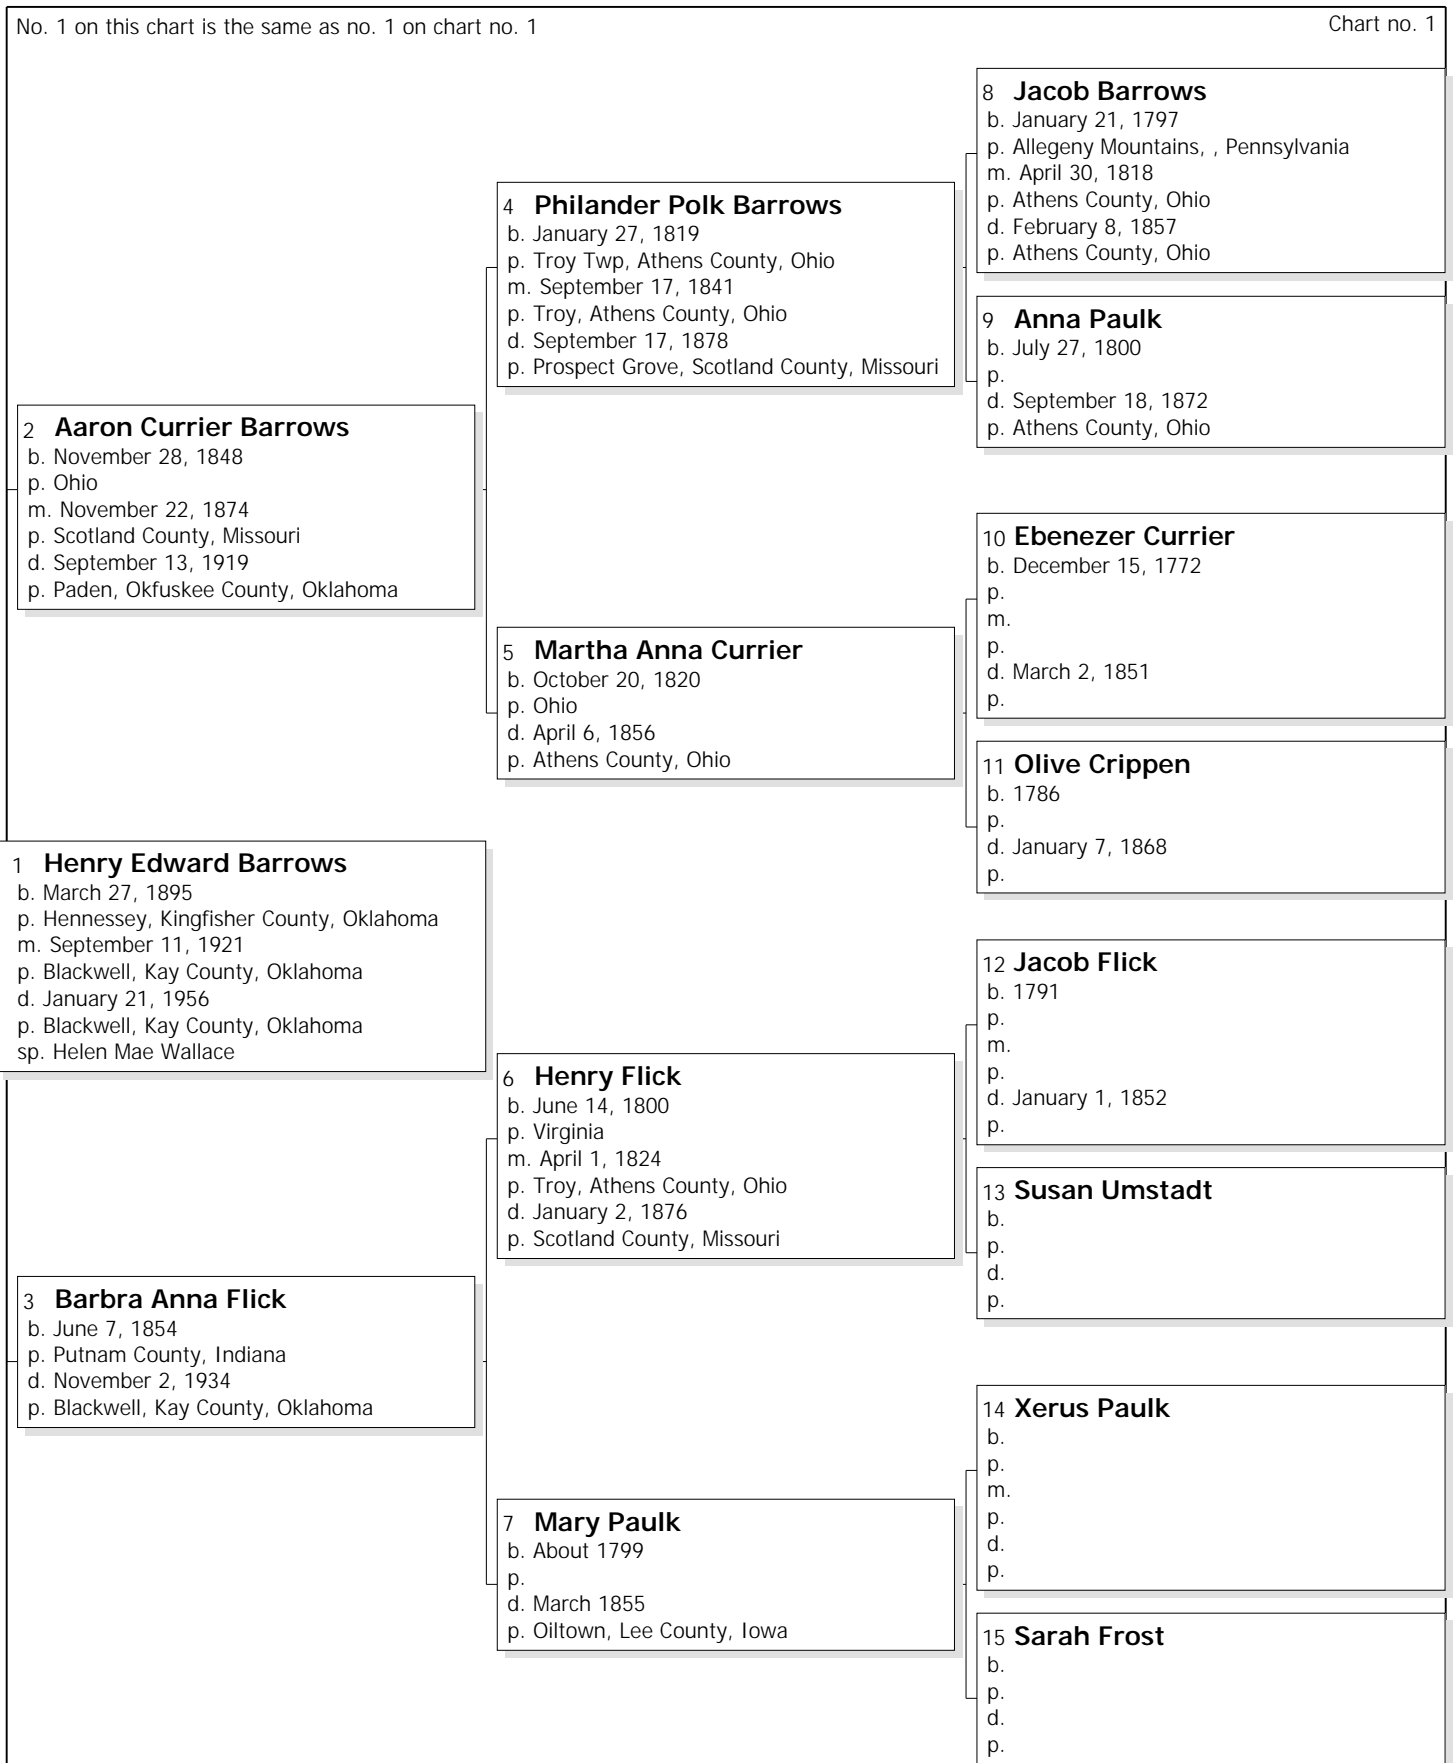 No. 1 on this chart is the same as no. 1 on chart no. 1
Chart no. 1
8 Jacob Barrows
b. January 21, 1797
p. Allegeny Mountains, , Pennsylvania
m. April 30, 1818
p. Athens County, Ohio
d. February 8, 1857
p. Athens County, Ohio
4 Philander Polk Barrows
b. January 27, 1819
p. Troy Twp, Athens County, Ohio
m. September 17, 1841
p. Troy, Athens County, Ohio
d. September 17, 1878
p. Prospect Grove, Scotland County, Missouri
9 Anna Paulk
b. July 27, 1800
p.
d. September 18, 1872
p. Athens County, Ohio
2 Aaron Currier Barrows
b. November 28, 1848
p. Ohio
m. November 22, 1874
p. Scotland County, Missouri
d. September 13, 1919
p. Paden, Okfuskee County, Oklahoma
10 Ebenezer Currier
b. December 15, 1772
p.
m.
p.
d. March 2, 1851
p.
5 Martha Anna Currier
b. October 20, 1820
p. Ohio
d. April 6, 1856
p. Athens County, Ohio
11 Olive Crippen
b. 1786
p.
d. January 7, 1868
p.
1 Henry Edward Barrows
b. March 27, 1895
p. Hennessey, Kingfisher County, Oklahoma
m. September 11, 1921
p. Blackwell, Kay County, Oklahoma
d. January 21, 1956
p. Blackwell, Kay County, Oklahoma
sp. Helen Mae Wallace
12 Jacob Flick
b. 1791
p.
m.
p.
d. January 1, 1852
p.
6 Henry Flick
b. June 14, 1800
p. Virginia
m. April 1, 1824
p. Troy, Athens County, Ohio
d. January 2, 1876
p. Scotland County, Missouri
13 Susan Umstadt
b.
p.
d.
p.
3 Barbra Anna Flick
b. June 7, 1854
p. Putnam County, Indiana
d. November 2, 1934
p. Blackwell, Kay County, Oklahoma
14 Xerus Paulk
b.
p.
m.
p.
d.
p.
7 Mary Paulk
b. About 1799
p.
d. March 1855
p. Oiltown, Lee County, Iowa
15 Sarah Frost
b.
p.
d.
p.